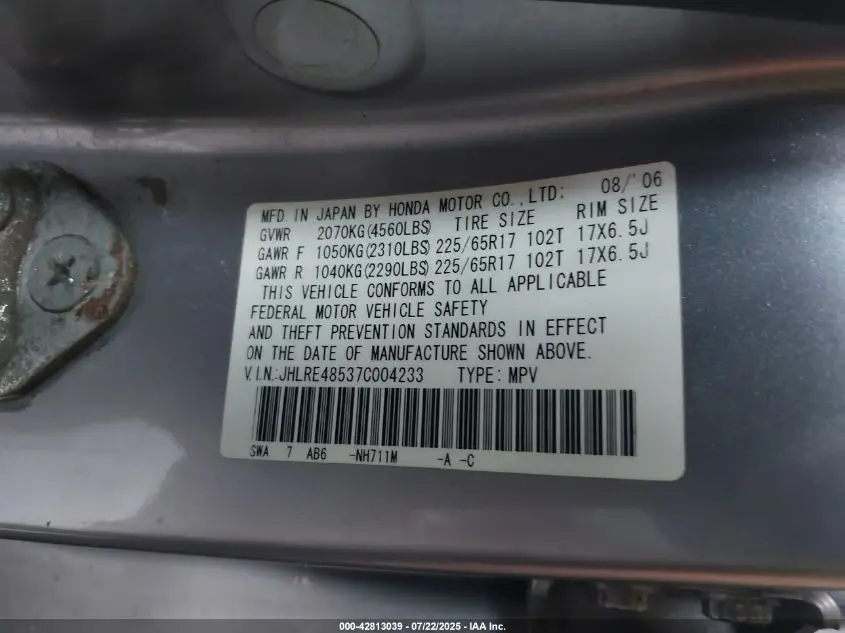 MFD IN JAPAN BY HONDA MOTOR CO.,LTD: 08/'06
GVWR 2070KG(4560LBS) TIRE SIZE RIM SIZE
GAWR F 1050KG(2310LBS) 225/65R17 102T 17X6.5J
GAWR R 1040KG(2290LBS) 225/65R17 102T 17X6.5J
THIS VEHICLE CONFORMS TO ALL APPLICABLE
FEDERAL MOTOR VEHICLE SAFETY
AND THEFT PREVENTION STANDARDS IN EFFECT
ON THE DATE OF MANUFACTURE SHOWN ABOVE.
V.I.N.:JHLRE48537C004233 TYPE: MPV
SWA 7 AB6 -NH711M -A -C
000-42813039 - 07/22/2025 - IAA Inc.